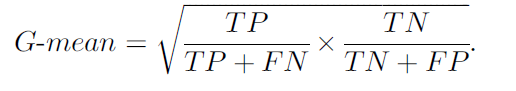 G-mean = √(TP / (TP + FN) × TN / (TN + FP)).